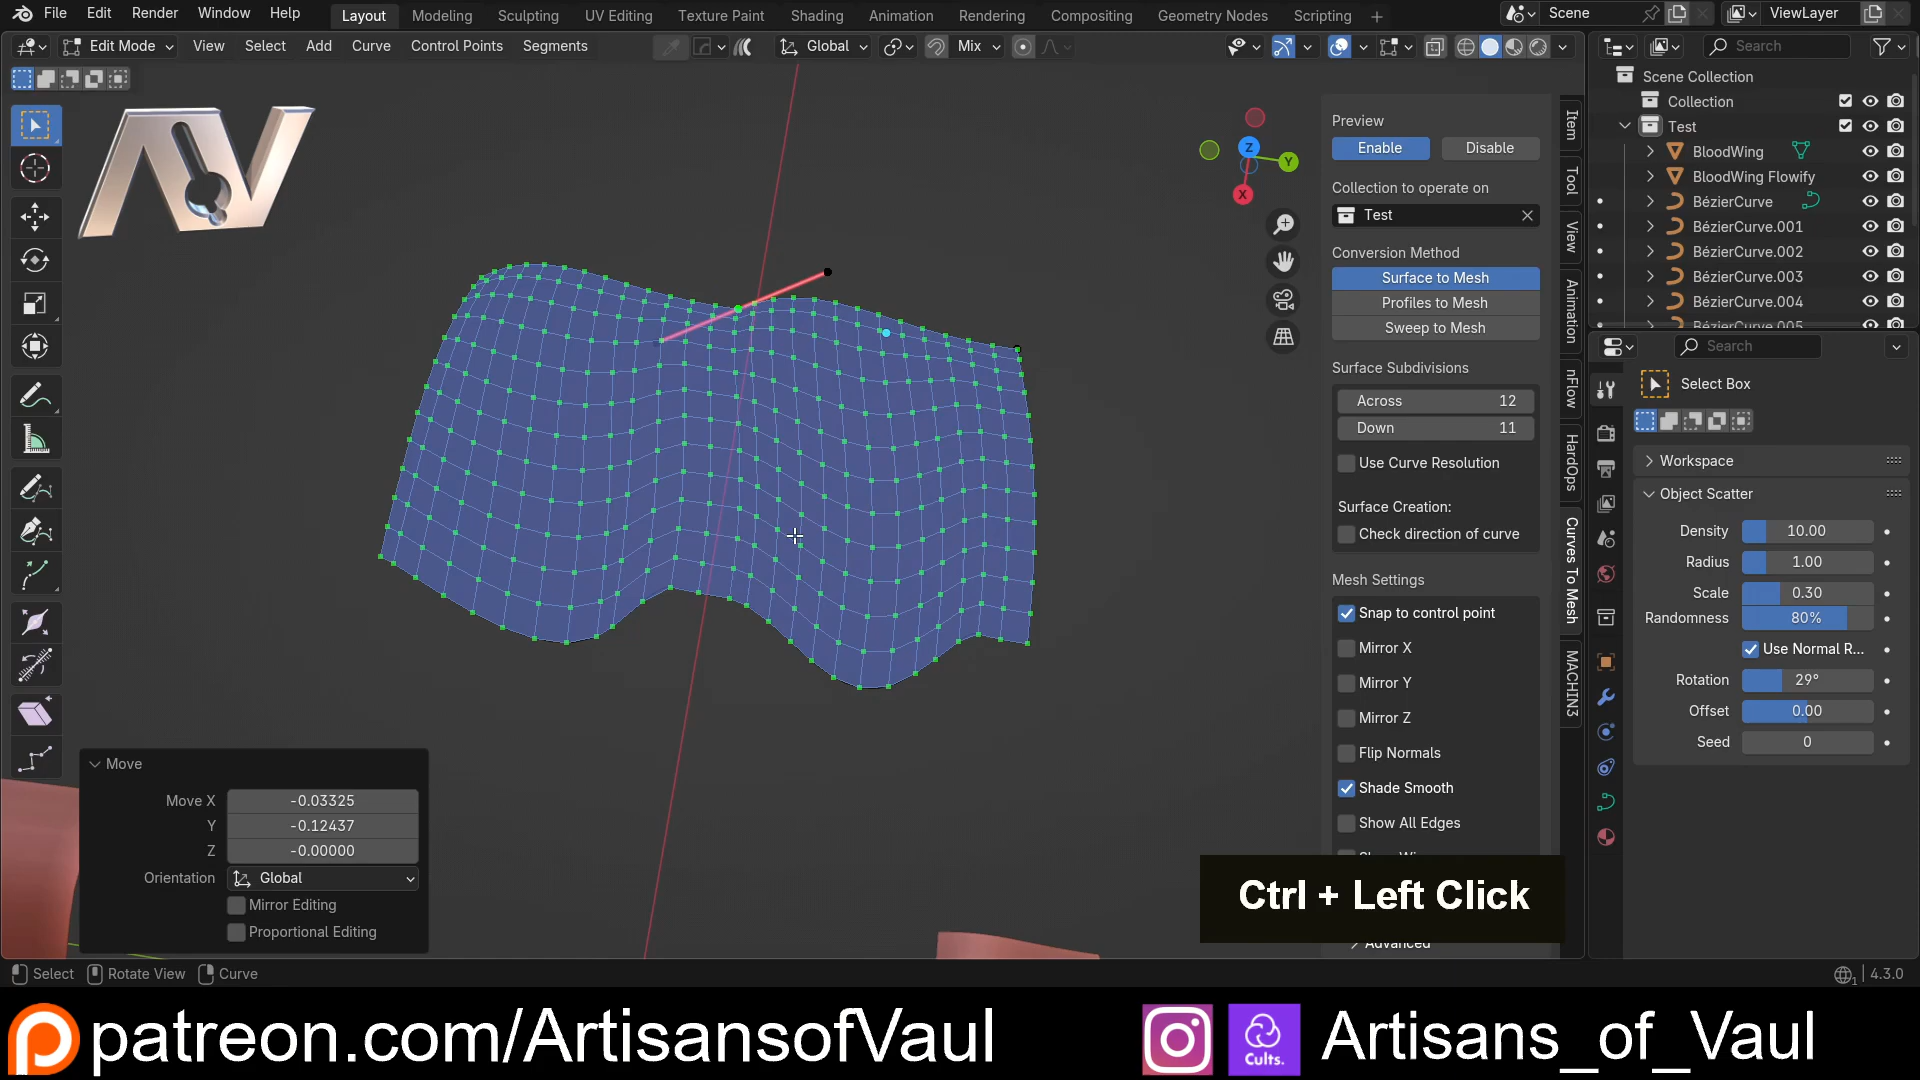 File Edit Render Window Help Layout Modeling Sculpting UV Editing Texture Paint Shading Animation Rendering Compositing Geometry Nodes Scripting Scene ViewLayer
Edit Mode View Select Add Curve Control Points Segments Global Mix Search
Scene Collection
Collection
Test
BloodWing
BloodWing Flowify
BézierCurve
BézierCurve.001
BézierCurve.002
BézierCurve.003
BézierCurve.004
BézierCurve.005
AV
X
Y
Z
Preview
Enable Disable
Collection to operate on
Test
Conversion Method
Surface to Mesh
Profiles to Mesh
Sweep to Mesh
Surface Subdivisions
Across 12
Down 11
Use Curve Resolution
Surface Creation:
Check direction of curve
Mesh Settings
Snap to control point
Mirror X
Mirror Y
Mirror Z
Flip Normals
Shade Smooth
Show All Edges
Advanced
Item
Tool
View
Animation
nFlow
HardOps
Curves To Mesh
MACHIN3
Search
Select Box
Workspace
Object Scatter
Density 10.00
Radius 1.00
Scale 0.30
Randomness 80%
Use Normal R...
Rotation 29°
Offset 0.00
Seed 0
Move
Move X -0.03325
Y -0.12437
Z -0.00000
Orientation Global
Mirror Editing
Proportional Editing
Ctrl + Left Click
Select Rotate View Curve 4.3.0
patreon.com/ArtisansofVaul Cults. Artisans_of_Vaul